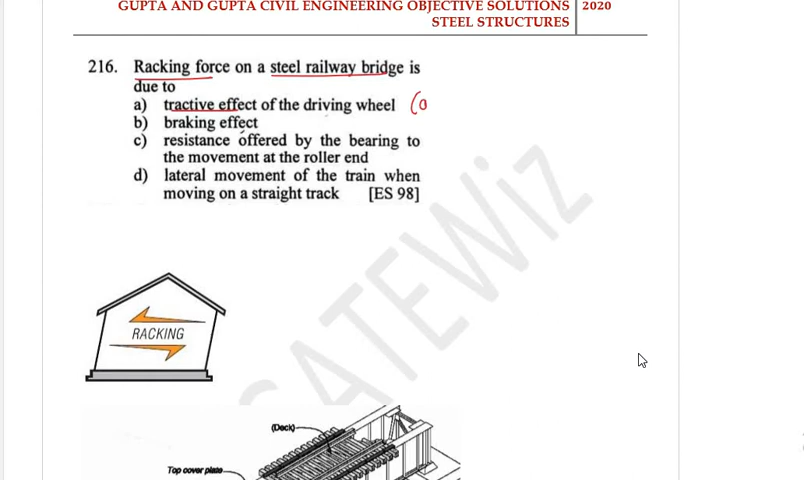 GUPTA AND GUPTA CIVIL ENGINEERING OBJECTIVE SOLUTIONS 2020
STEEL STRUCTURES
216. Racking force on a steel railway bridge is
due to
a) tractive effect of the driving wheel (a
b) braking effect
c) resistance offered by the bearing to
the movement at the roller end
d) lateral movement of the train when
moving on a straight track [ES 98]
GATEWiz
RACKING
(Deck)
Top cover plate